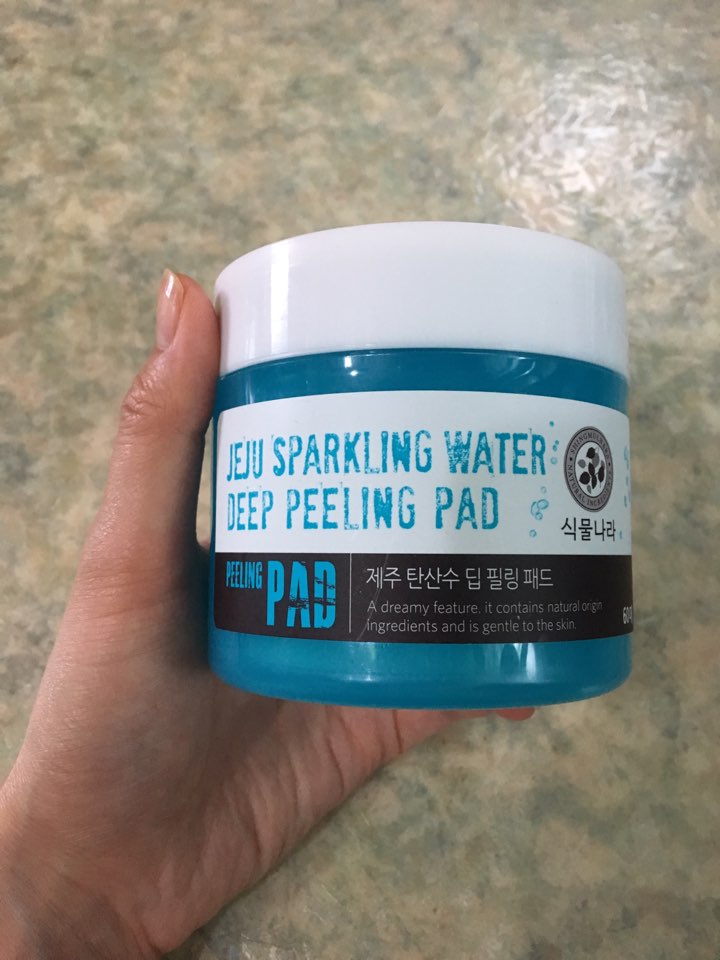 JEJU SPARKLING WATER
DEEP PEELING PAD
식물나라
PEELING
PAD
제주 탄산수 딥 필링 패드
A dreamy feature. it contains natural origin
ingredients and is gentle to the skin.